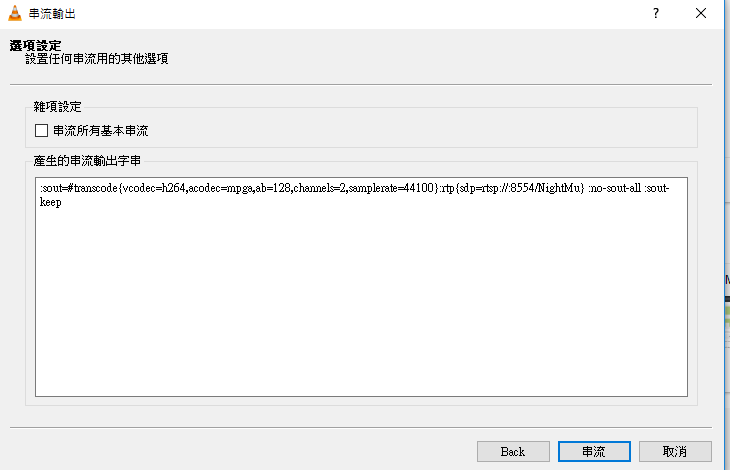 串流輸出
?
選項設定
設置任何串流用的其他選項
雜項設定
串流所有基本串流
產生的串流輸出字串
:sout=#transcode{vcodec=h264,acodec=mpga,ab=128,channels=2,samplerate=44100}:rtp{sdp=rtsp://:8554/NightMu} :no-sout-all :sout-
keep
Back
串流
取消